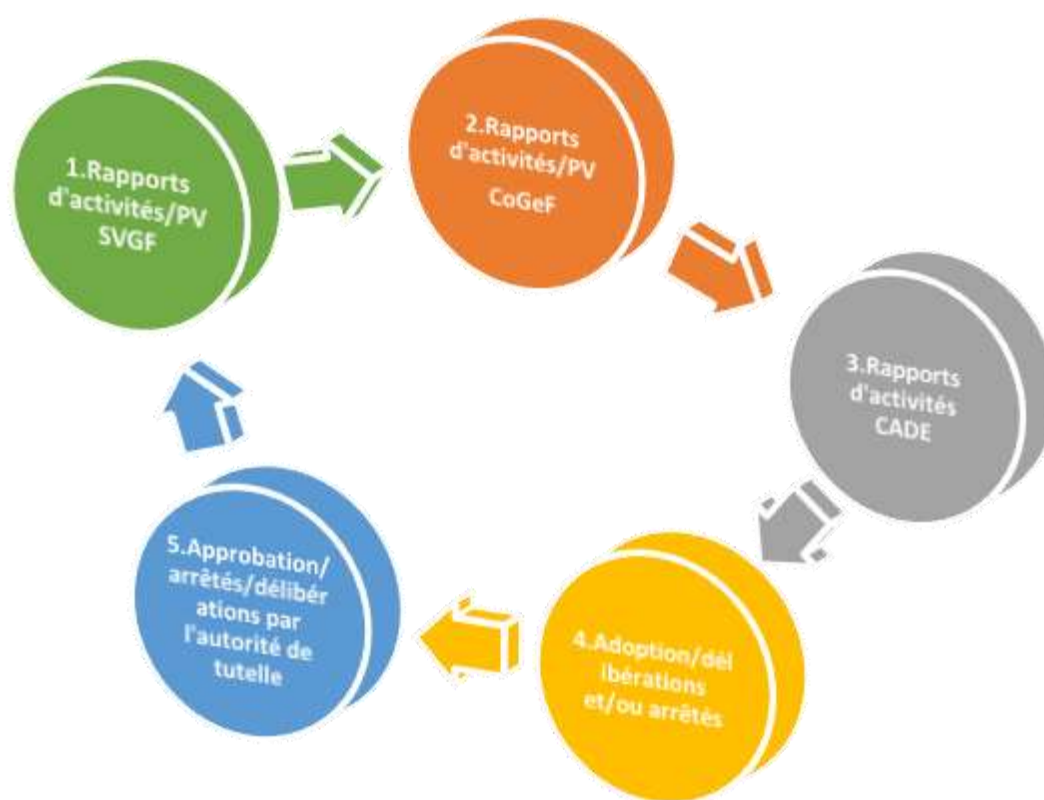 1.Rapports
d'activités/PV
SVGF
2.Rapports
d'activités/PV
CoGeF
3.Rapports
d'activités
CADE
4.Adoption/dél
ibérations
et/ou arrêtés
5.Approbation/
arrêtés/délibér
ations par
l'autorité de
tutelle